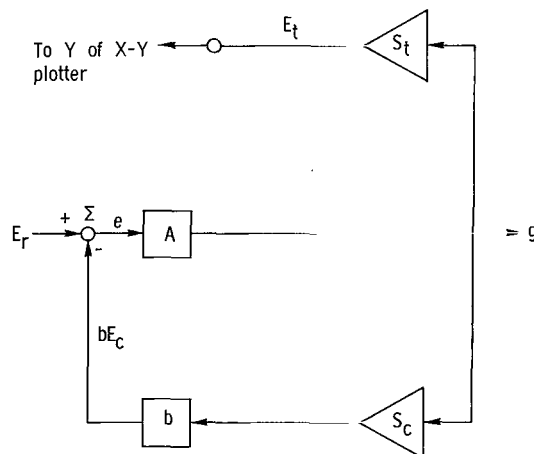 E_t
To Y of X-Y
plotter
S_t
+ Σ
E_r
e
A
-
= g
bE_c
b
S_c